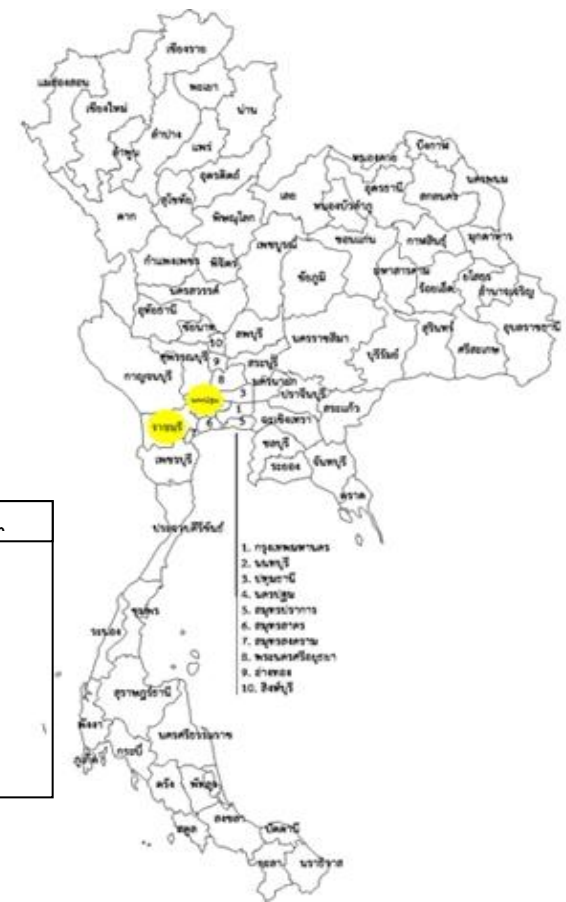 เชียงราย
แม่ฮ่องสอน
พะเยา
เชียงใหม่
น่าน
ลำปาง
แพร่
ลำพูน
บึงกาฬ
หนองคาย
อุตรดิตถ์
อุดรธานี
นครพนม
เลย
สกลนคร
สุโขทัย
หนองบัวลำภู
ตาก
พิษณุโลก
มุกดาหาร
เพชรบูรณ์
ขอนแก่น
กาฬสินธุ์
กำแพงเพชร
พิจิตร
ชัยภูมิ
มหาสารคาม
ยโสธร
ร้อยเอ็ด
อำนาจเจริญ
นครสวรรค์
อุทัยธานี
ชัยนาท
ลพบุรี
นครราชสีมา
สุรินทร์
อุบลราชธานี
10
สุพรรณบุรี
9
สระบุรี
บุรีรัมย์
ศรีสะเกษ
กาญจนบุรี
8
นครนายก
3
ปราจีนบุรี
นครปฐม
1
สระแก้ว
6
5
ฉะเชิงเทรา
ราชบุรี
7
ชลบุรี
เพชรบุรี
ระยอง
จันทบุรี
ตราด
ประจวบคีรีขันธ์
1. กรุงเทพมหานคร
2. นนทบุรี
3. ปทุมธานี
4. นครปฐม
5. สมุทรปราการ
6. สมุทรสาคร
7. สมุทรสงคราม
8. พระนครศรีอยุธยา
9. อ่างทอง
10. สิงห์บุรี
ชุมพร
ระนอง
สุราษฎร์ธานี
พังงา
นครศรีธรรมราช
ภูเก็ต
กระบี่
ตรัง
พัทลุง
สตูล
สงขลา
ปัตตานี
ยะลา
นราธิวาส